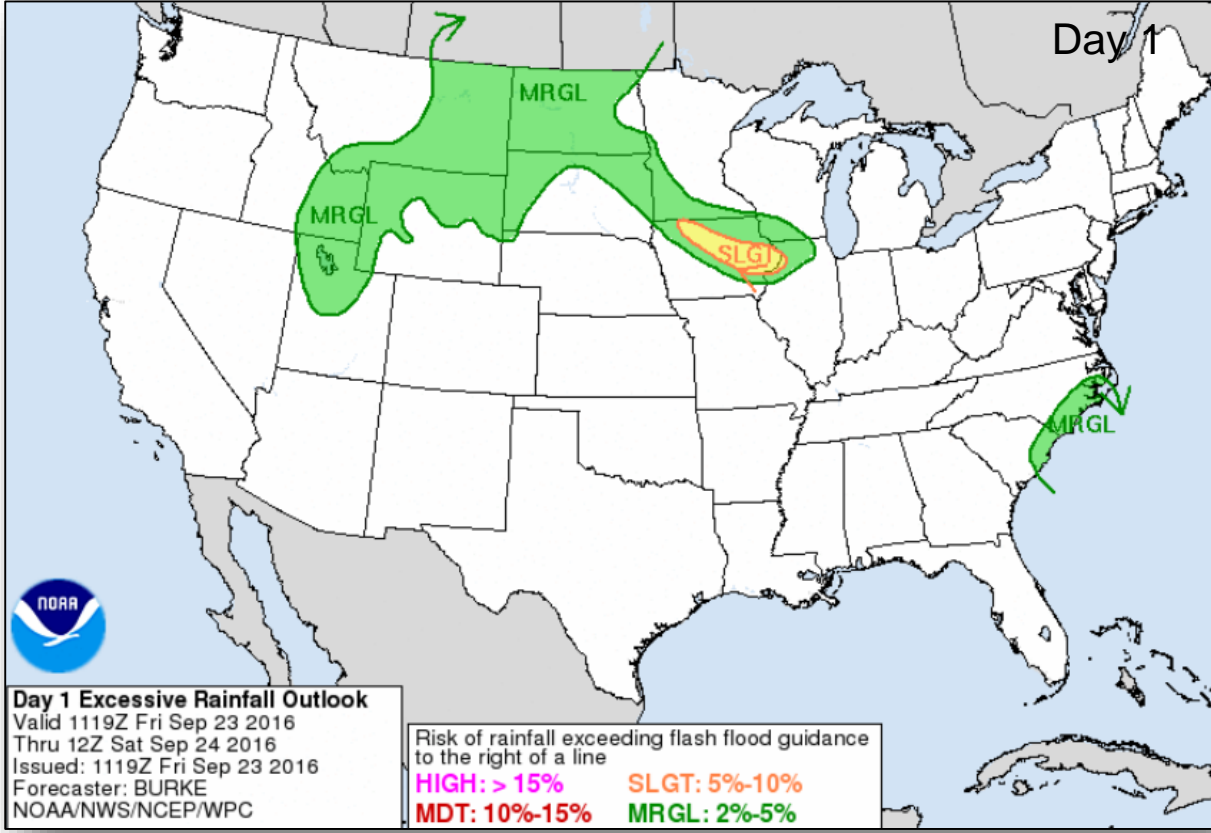 Day 1
MRGL
MRGL
SLGT
MRGL
NOAA
Day 1 Excessive Rainfall Outlook
Valid 1119Z Fri Sep 23 2016
Thru 12Z Sat Sep 24 2016
Issued: 1119Z Fri Sep 23 2016
Forecaster: BURKE
NOAA/NWS/NCEP/WPC
Risk of rainfall exceeding flash flood guidance
to the right of a line
HIGH: > 15% SLGT: 5%-10%
MDT: 10%-15% MRGL: 2%-5%